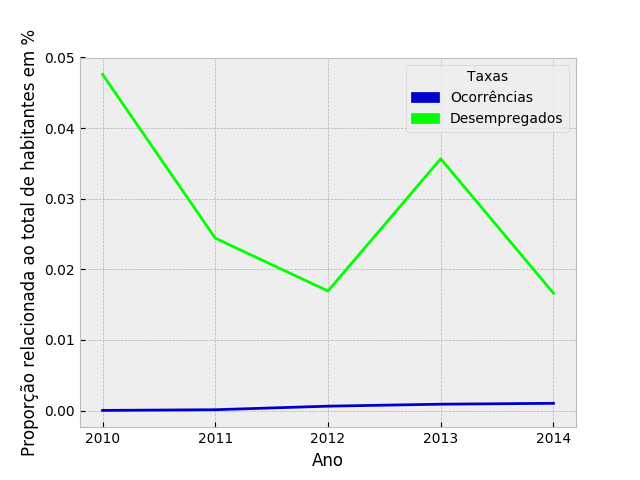 Proporção relacionada ao total de habitantes em %
0.05
0.04
0.03
0.02
0.01
0.00
Taxas
Ocorrências
Desempregados
2010 2011 2012 2013 2014
Ano